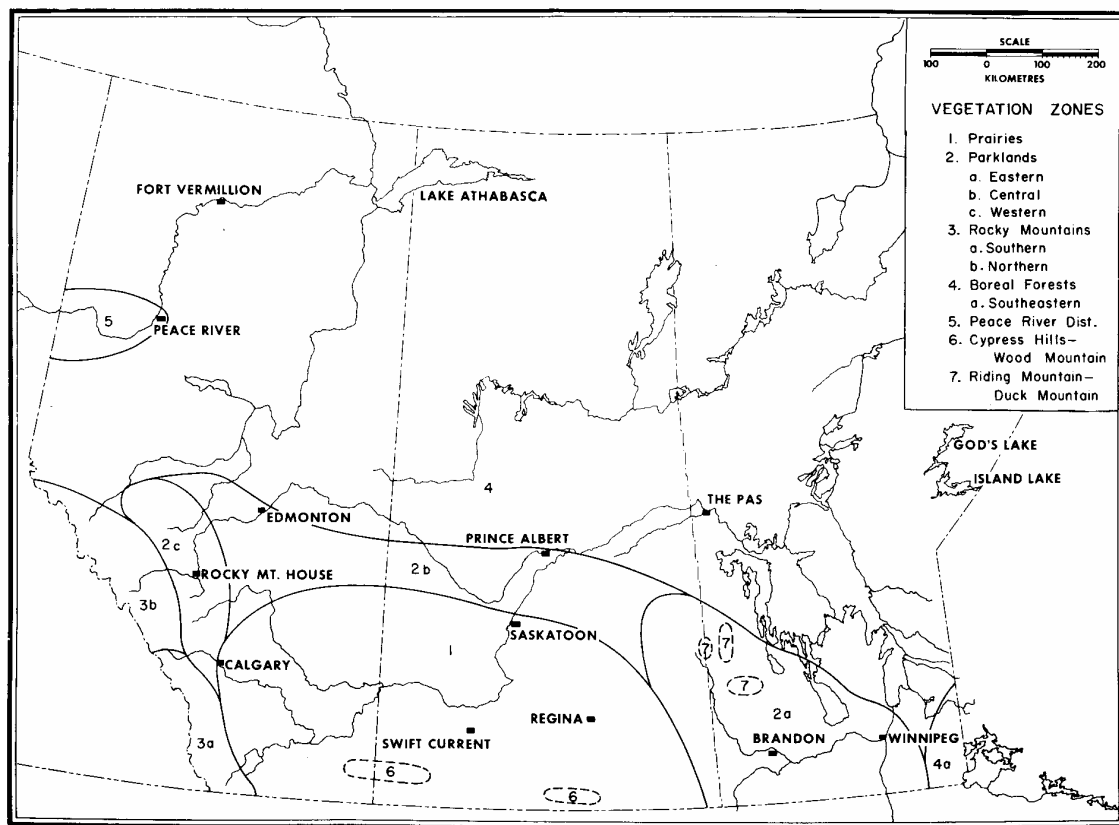 SCALE
100 0 100 200
KILOMETRES
VEGETATION ZONES
1. Prairies
2. Parklands
a. Eastern
b. Central
c. Western
3. Rocky Mountains
a. Southern
b. Northern
4. Boreal Forests
a. Southeastern
5. Peace River Dist.
6. Cypress Hills–
Wood Mountain
7. Riding Mountain–
Duck Mountain
FORT VERMILLION
LAKE ATHABASCA
5
PEACE RIVER
GOD'S LAKE
ISLAND LAKE
4
THE PAS
EDMONTON
PRINCE ALBERT
2c
2b
ROCKY MT. HOUSE
3b
SASKATOON
7
7
1
CALGARY
7
2a
REGINA
SWIFT CURRENT
3a
BRANDON
WINNIPEG
4a
6
6